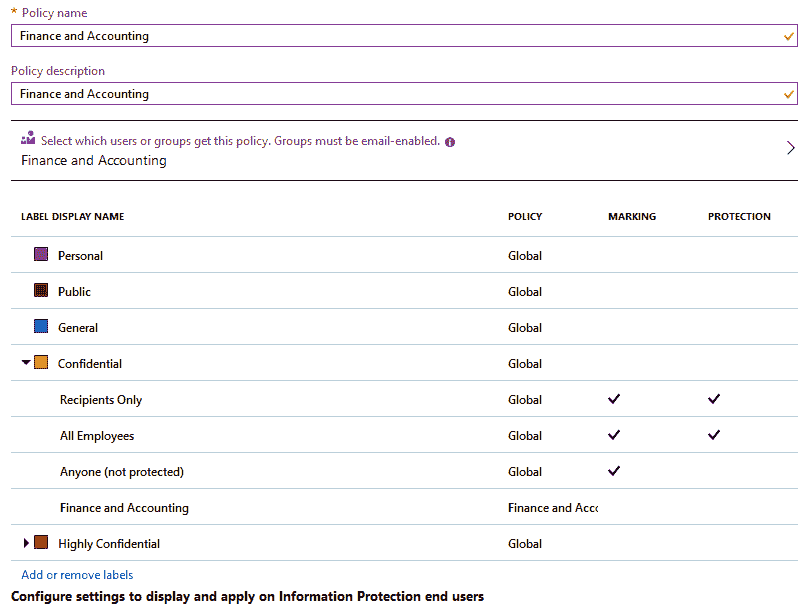 * Policy name
Finance and Accounting
Policy description
Finance and Accounting
Select which users or groups get this policy. Groups must be email-enabled.
Finance and Accounting
LABEL DISPLAY NAME POLICY MARKING PROTECTION
Personal Global
Public Global
General Global
Confidential Global
Recipients Only Global
All Employees Global
Anyone (not protected) Global
Finance and Accounting Finance and Acc
Highly Confidential Global
Add or remove labels
Configure settings to display and apply on Information Protection end users